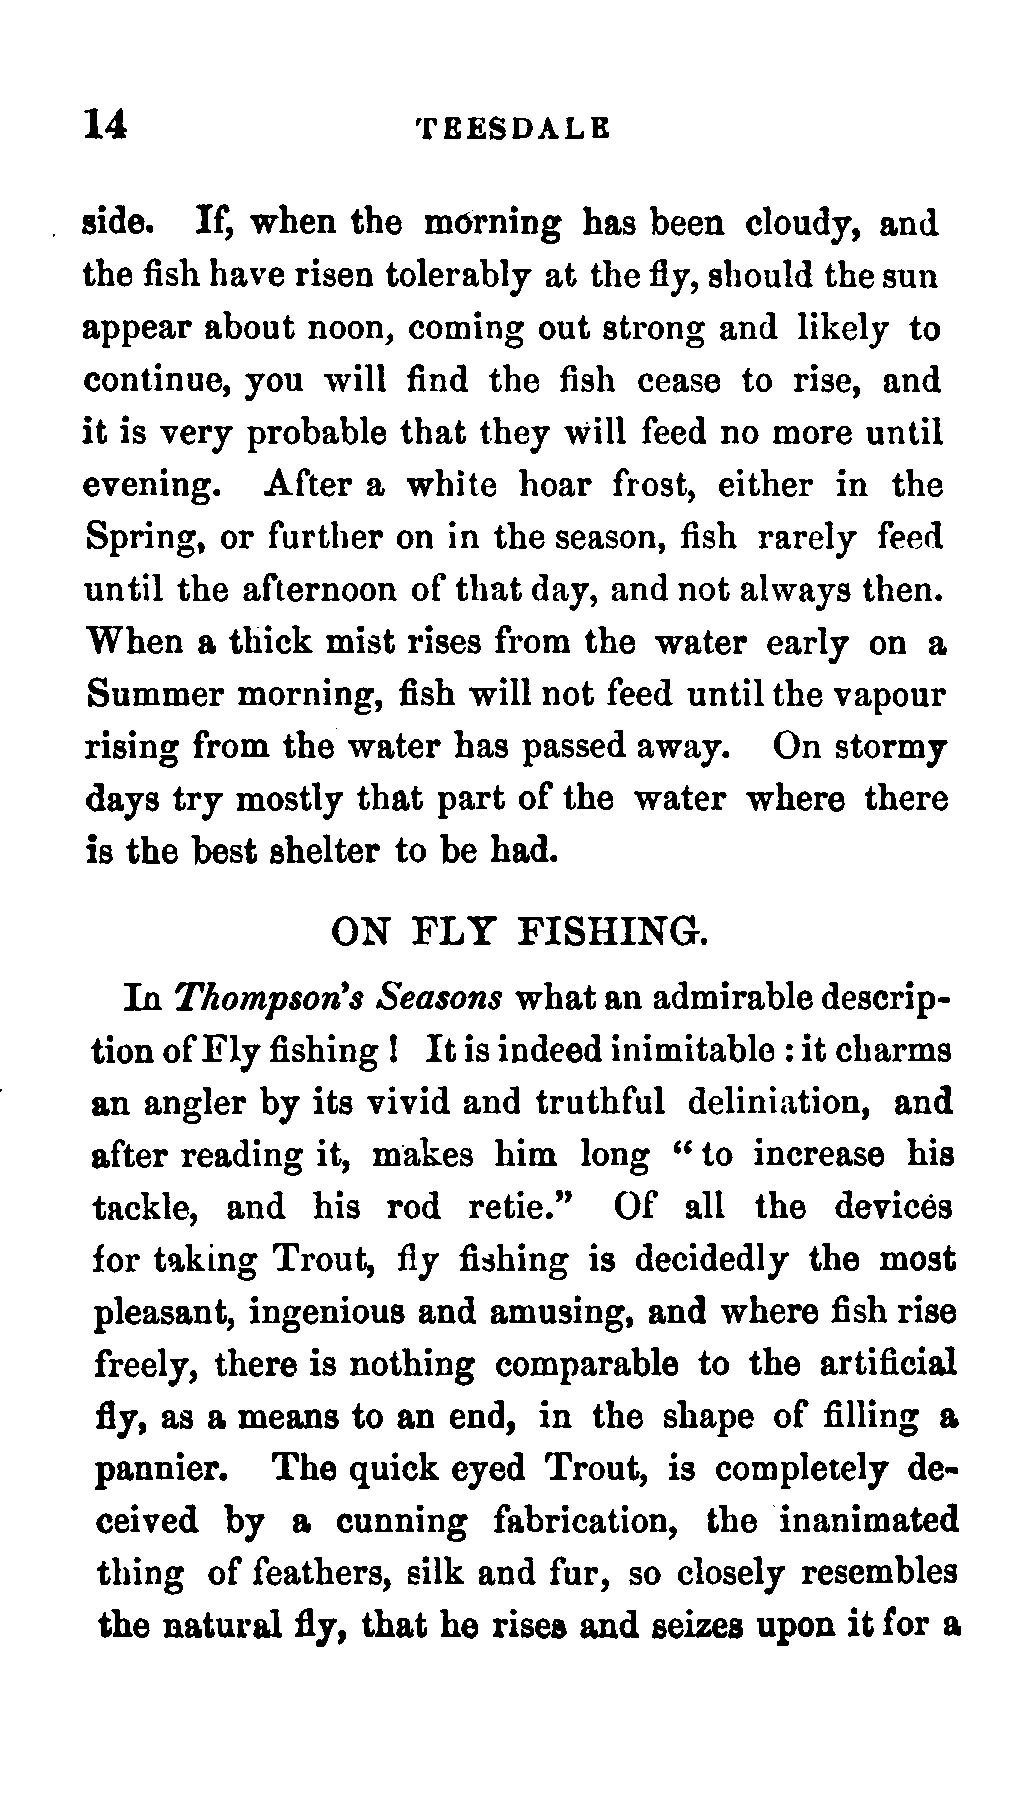 14 TEESDALE
side. If, when the morning has been cloudy, and
the fish have risen tolerably at the fly, should the sun
appear about noon, coming out strong and likely to
continue, you will find the fish cease to rise, and
it is very probable that they will feed no more until
evening. After a white hoar frost, either in the
Spring, or further on in the season, fish rarely feed
until the afternoon of that day, and not always then.
When a thick mist rises from the water early on a
Summer morning, fish will not feed until the vapour
rising from the water has passed away. On stormy
days try mostly that part of the water where there
is the best shelter to be had.
ON FLY FISHING.
In Thompson's Seasons what an admirable descrip-
tion of Fly fishing! It is indeed inimitable : it charms
an angler by its vivid and truthful deliniation, and
after reading it, makes him long “ to increase his
tackle, and his rod retie.” Of all the devices
for taking Trout, fly fishing is decidedly the most
pleasant, ingenious and amusing, and where fish rise
freely, there is nothing comparable to the artificial
fly, as a means to an end, in the shape of filling a
pannier. The quick eyed Trout, is completely de-
ceived by a cunning fabrication, the inanimated
thing of feathers, silk and fur, so closely resembles
the natural fly, that he rises and seizes upon it for a